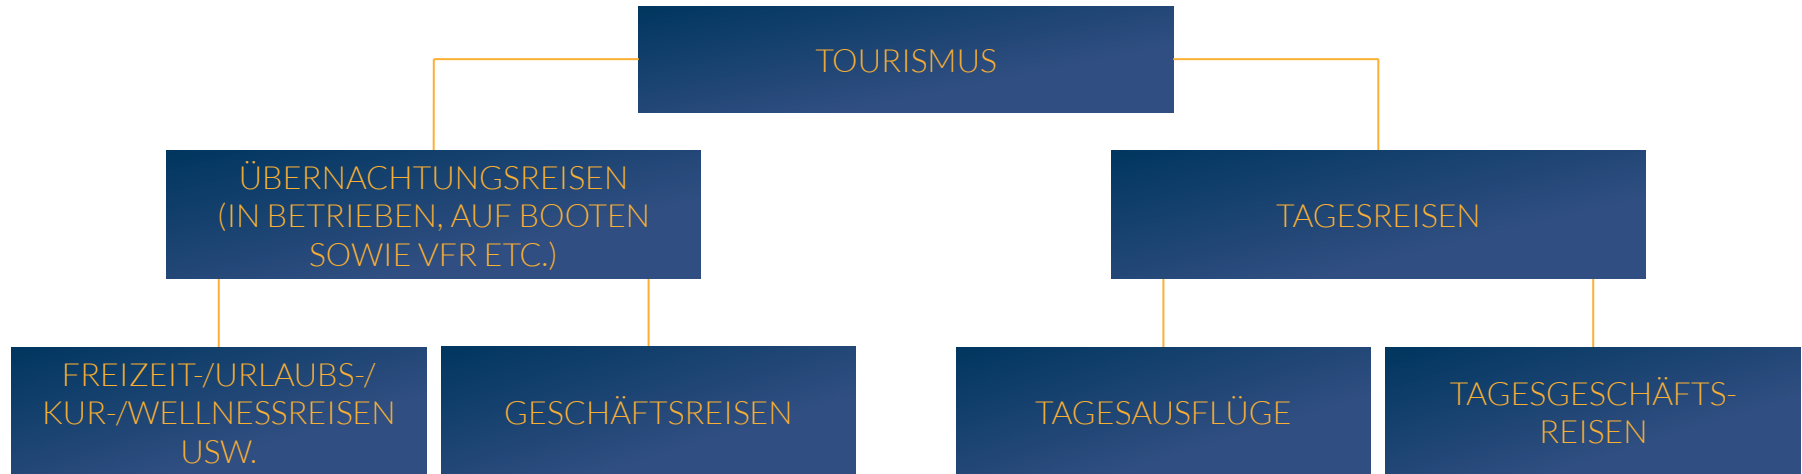 TOURISMUS
ÜBERNACHTUNGSREISEN
(IN BETRIEBEN, AUF BOOTEN
SOWIE VFR ETC.)
TAGESREISEN
FREIZEIT-/URLAUBS-/
KUR-/WELLNESSREISEN
USW.
GESCHÄFTSREISEN
TAGESAUSFLÜGE
TAGESGESCHÄFTS-
REISEN